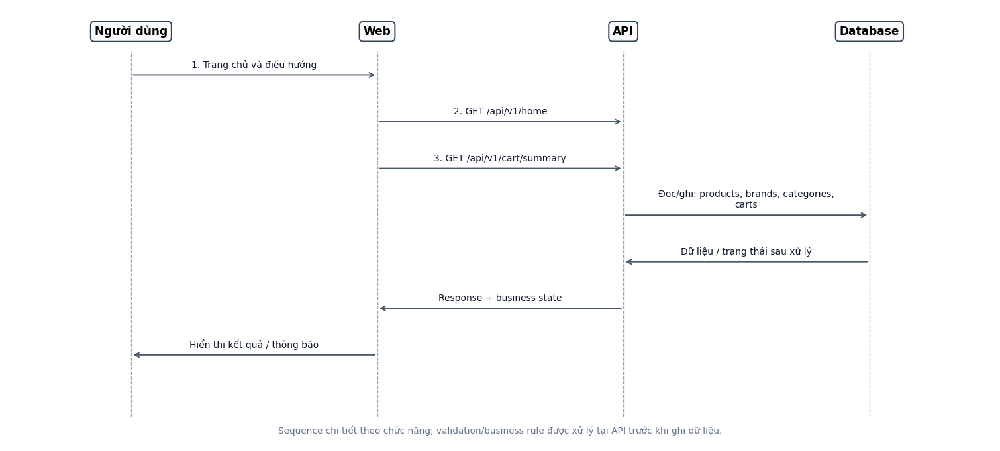 Người dùng
Web
API
Database
1. Trang chủ và điều hướng
2. GET /api/v1/home
3. GET /api/v1/cart/summary
Đọc/ghi: products, brands, categories,
carts
Dữ liệu / trạng thái sau xử lý
Response + business state
Hiển thị kết quả / thông báo
Sequence chi tiết theo chức năng; validation/business rule được xử lý tại API trước khi ghi dữ liệu.